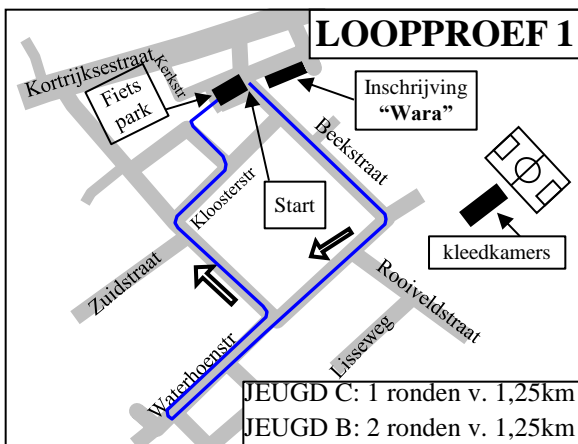 LOOPPROEF 1
Kortrijksestraat
Kerkstr
Fiets
park
Inschrijving
“Wara”
Beekstraat
Kloosterstr
Start
kleedkamers
Zuidstraat
Rooiveldstraat
Lisseweg
Waterhoenstr
JEUGD C: 1 ronden v. 1,25km
JEUGD B: 2 ronden v. 1,25km